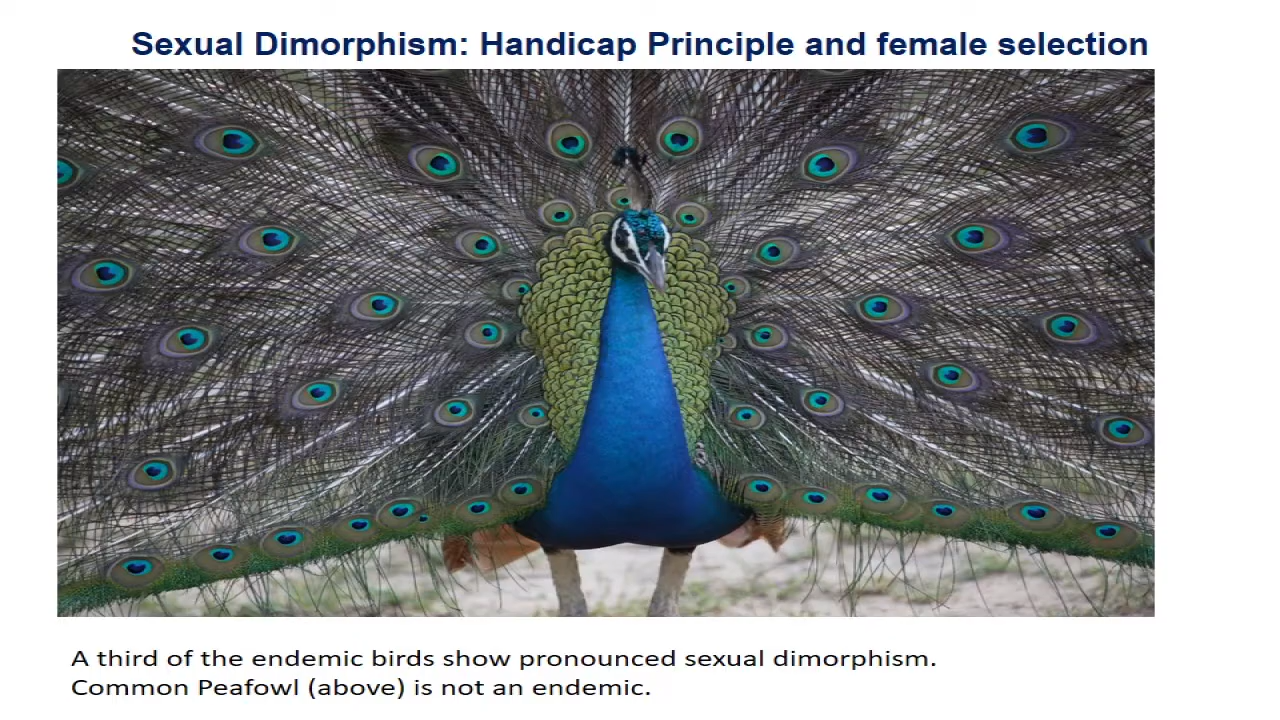 Sexual Dimorphism: Handicap Principle and female selection
A third of the endemic birds show pronounced sexual dimorphism.
Common Peafowl (above) is not an endemic.